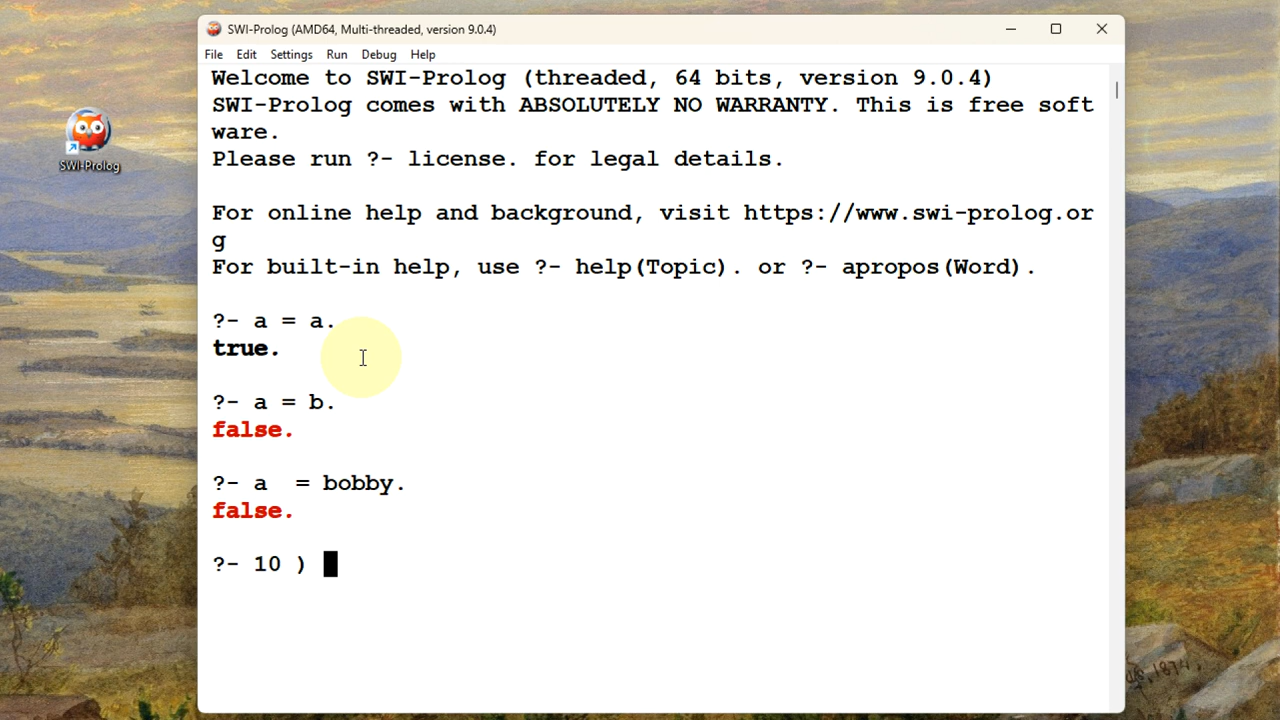 SWI-Prolog (AMD64, Multi-threaded, version 9.0.4)
File Edit Settings Run Debug Help
Welcome to SWI-Prolog (threaded, 64 bits, version 9.0.4)
SWI-Prolog comes with ABSOLUTELY NO WARRANTY. This is free soft
ware.
Please run ?- license. for legal details.
For online help and background, visit https://www.swi-prolog.or
g
For built-in help, use ?- help(Topic). or ?- apropos(Word).
?- a = a.
true.
?- a = b.
false.
?- a  = bobby.
false.
?- 10 )
SWI-Prolog
1874